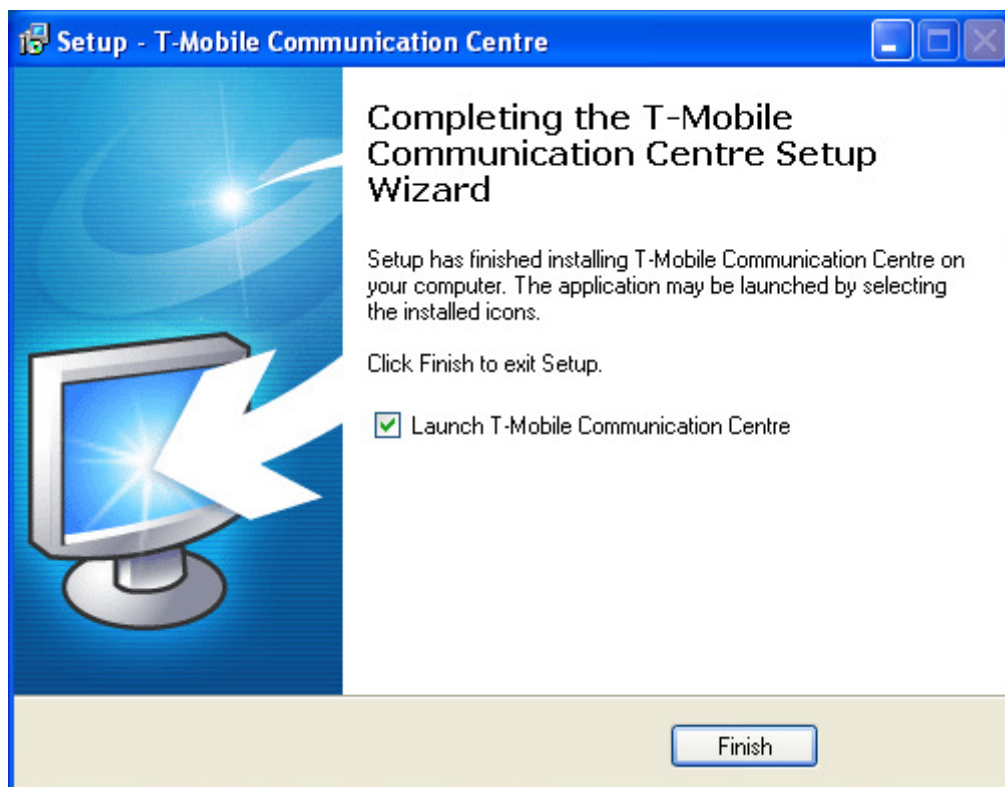 Setup - T-Mobile Communication Centre
Completing the T-Mobile
Communication Centre Setup
Wizard
Setup has finished installing T-Mobile Communication Centre on
your computer. The application may be launched by selecting
the installed icons.
Click Finish to exit Setup.
Launch T-Mobile Communication Centre
Finish